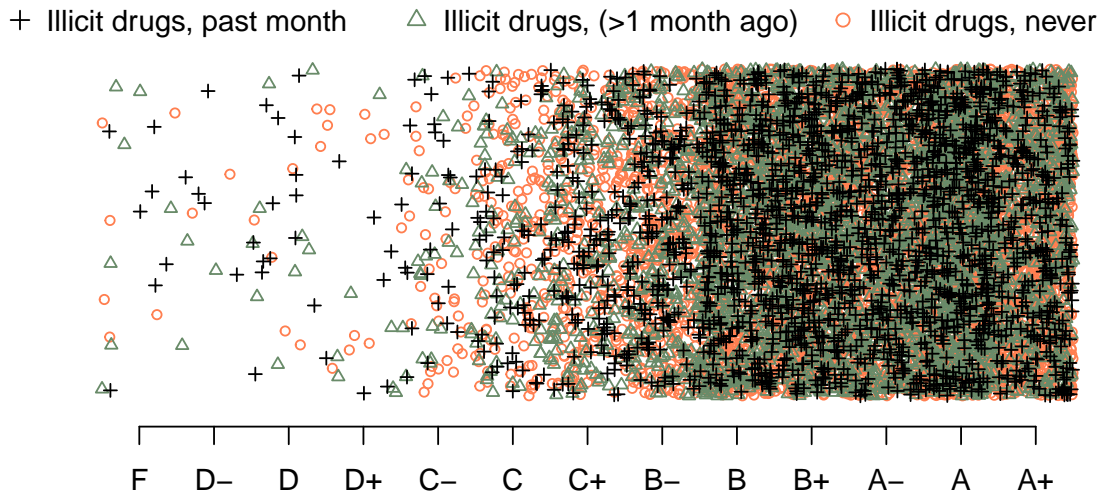 Illicit drugs, past month Illicit drugs, (>1 month ago) Illicit drugs, never
F D− D D+ C− C C+ B− B B+ A− A A+